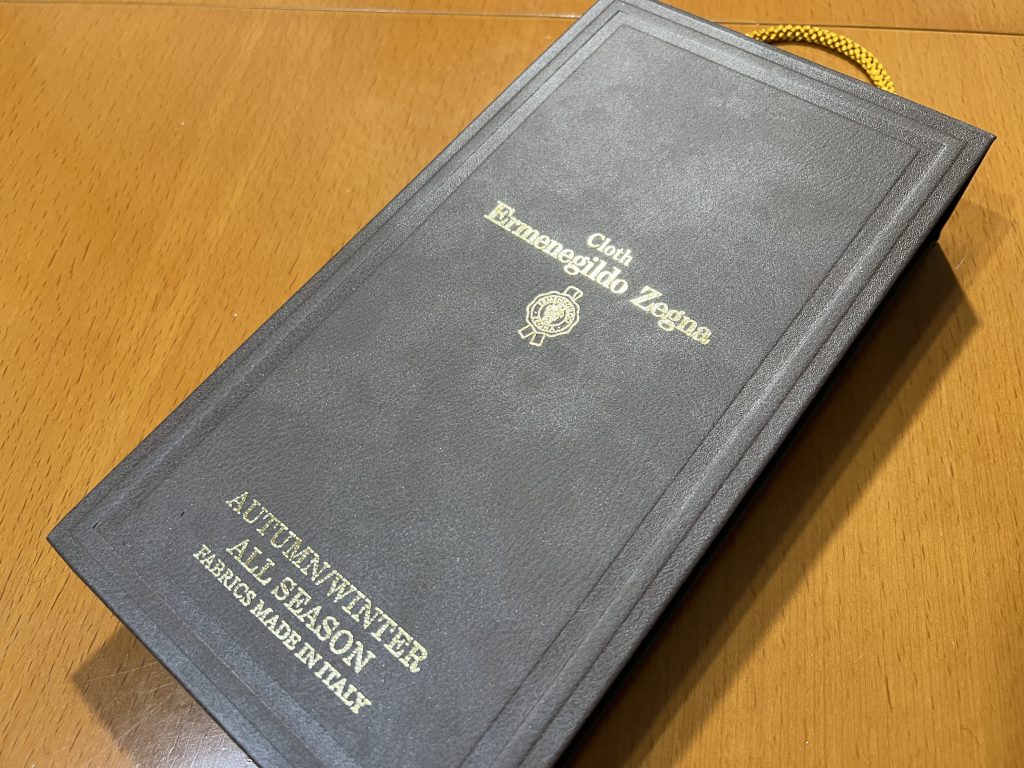 Cloth
Ermenegildo Zegna
AUTUMN/WINTER
ALL SEASON
FABRICS MADE IN ITALY